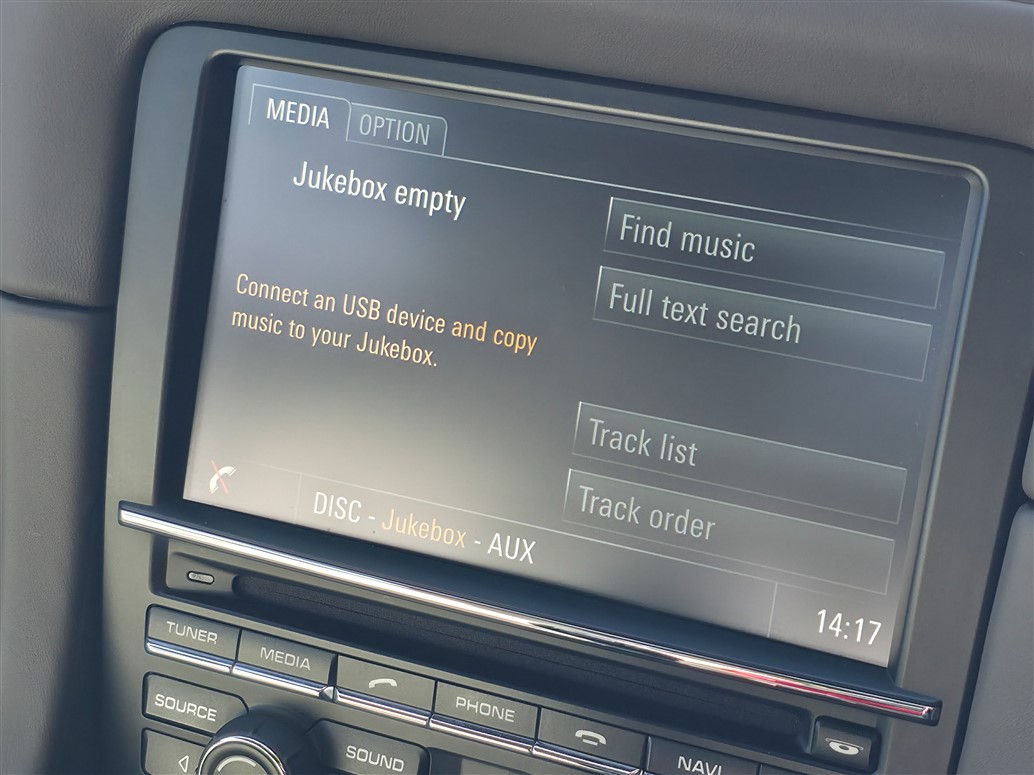 MEDIA
OPTION
Jukebox empty
Find music
Full text search
Connect an USB device and copy
music to your Jukebox.
Track list
Track order
DISC - Jukebox - AUX
14:17
TUNER
MEDIA
PHONE
NAVI
SOURCE
SOUND